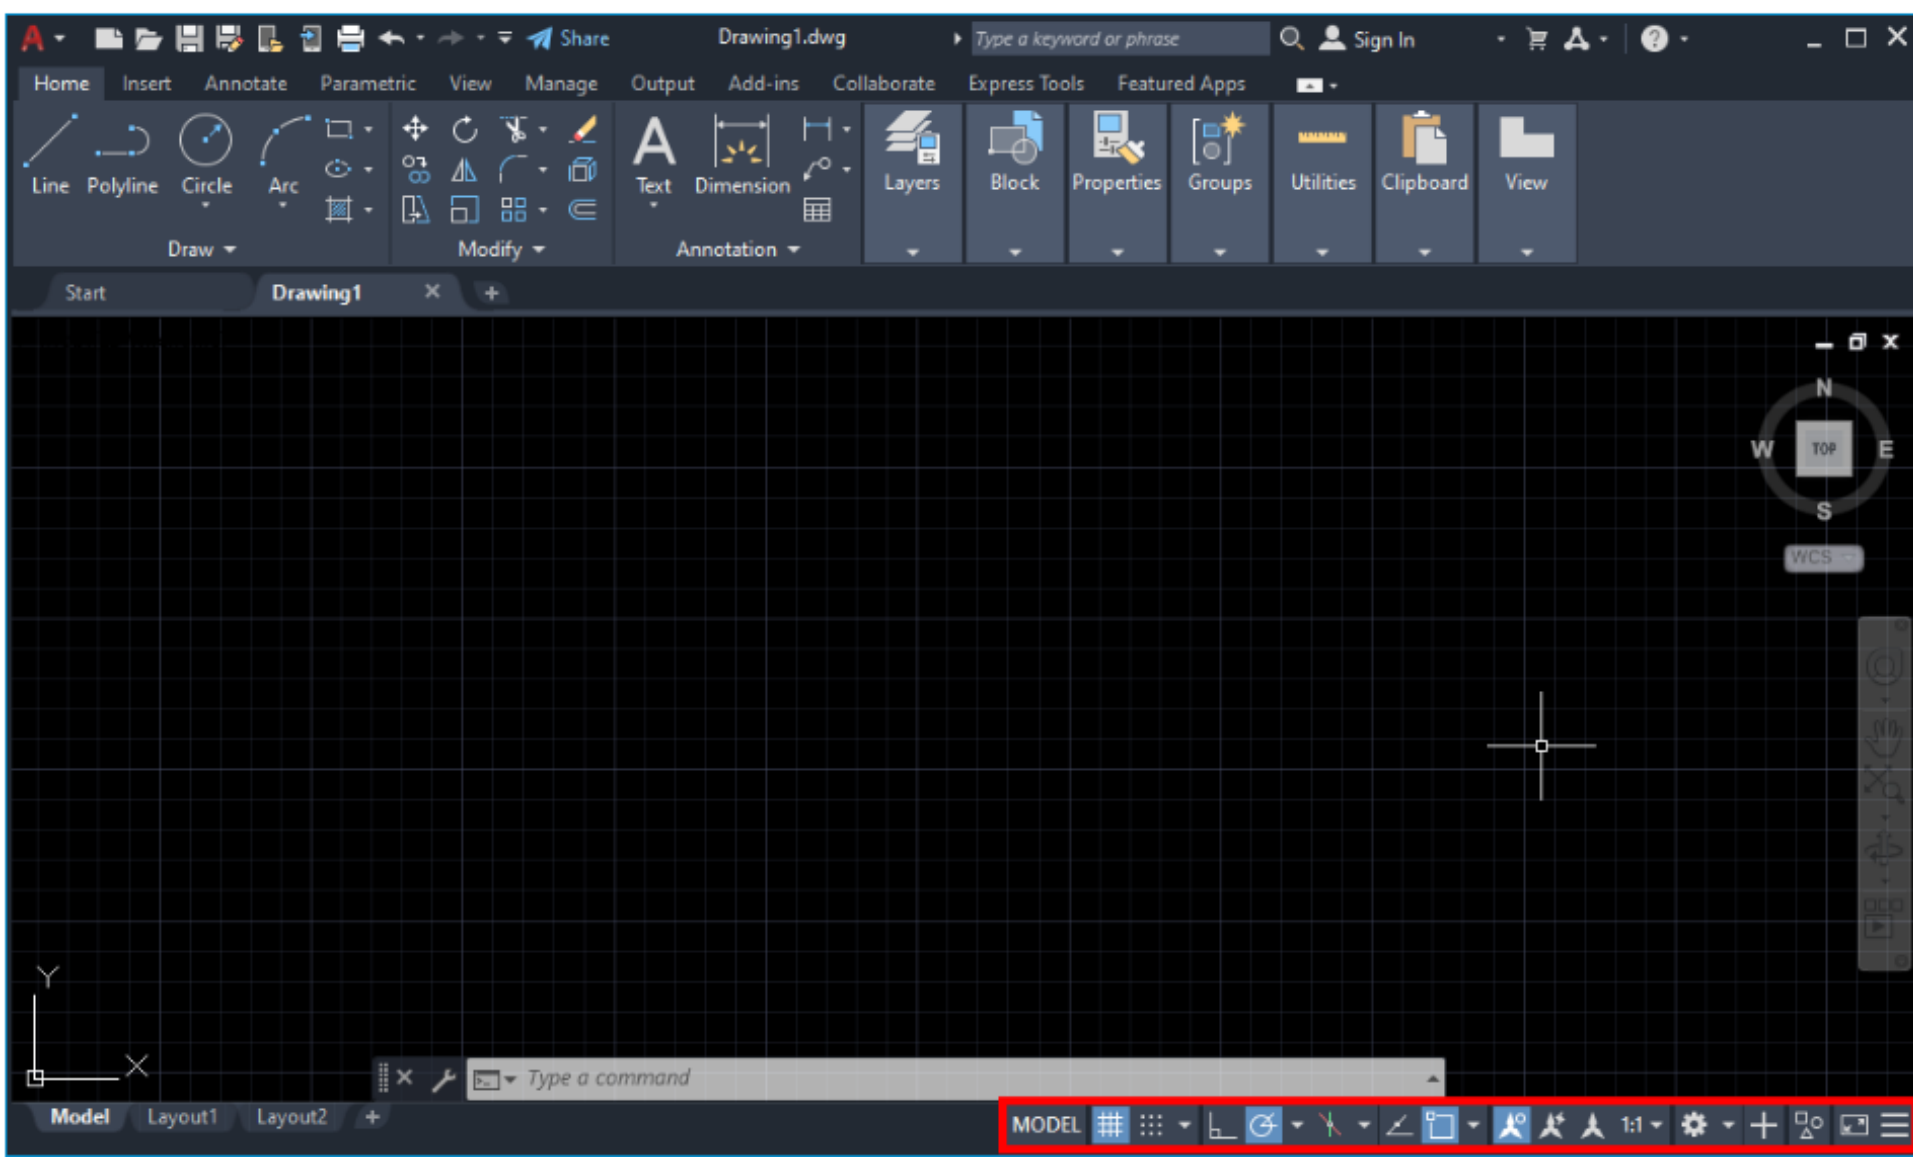 A Share Drawing1.dwg Type a keyword or phrase Sign In ?
Home Insert Annotate Parametric View Manage Output Add-ins Collaborate Express Tools Featured Apps
Line Polyline Circle Arc Text Dimension Layers Block Properties Groups Utilities Clipboard View
Draw Modify Annotation
Start Drawing1
N
W TOP E
S
WCS
Y
X
Type a command
Model Layout1 Layout2 MODEL 1:1